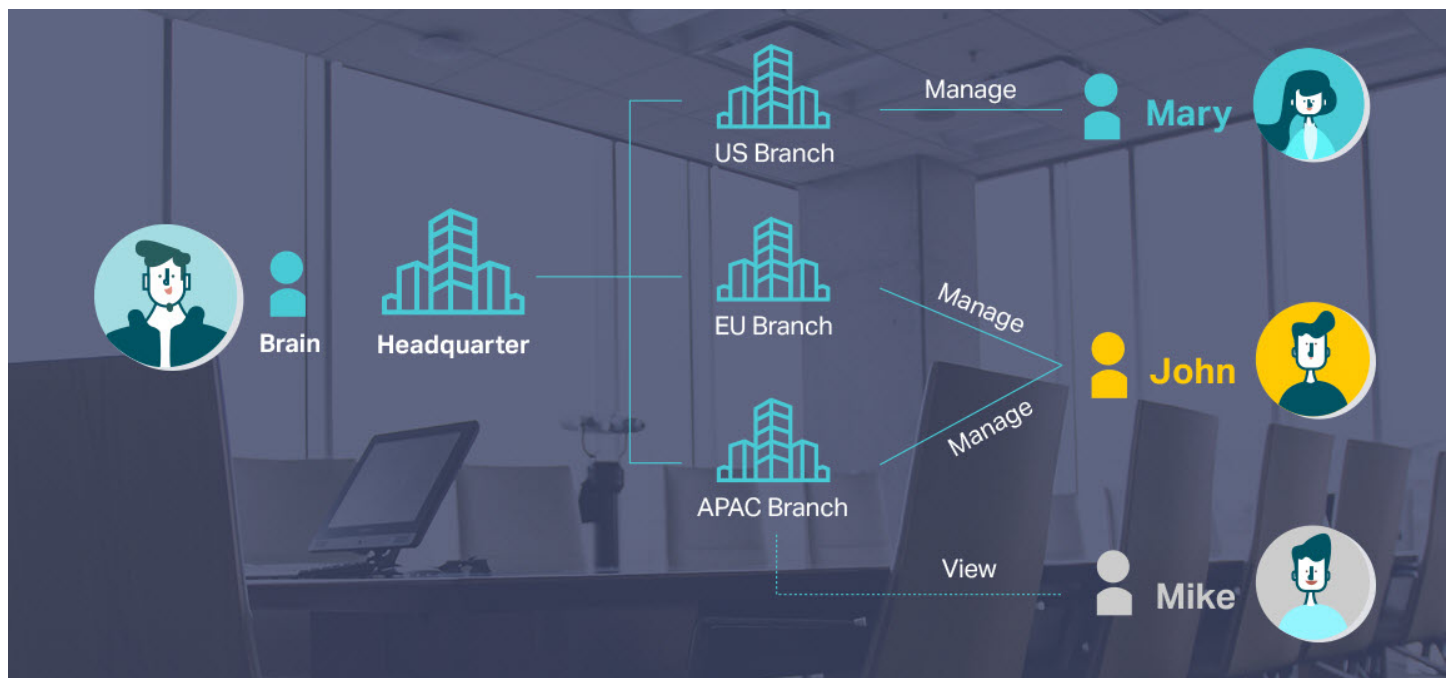 US Branch
Manage
Mary
Brain
Headquarter
EU Branch
Manage
John
Manage
APAC Branch
View
Mike